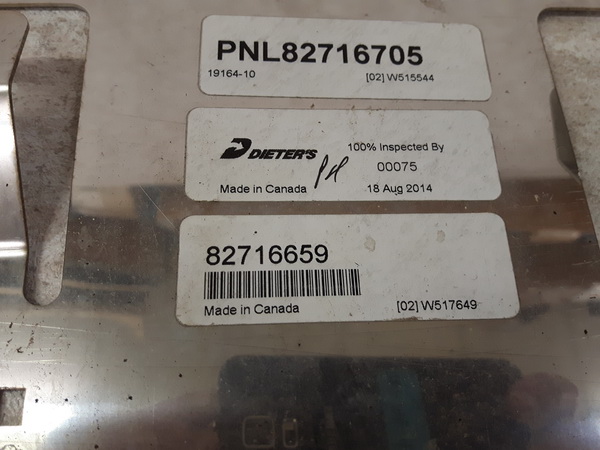 PNL82716705
19164-10 [02] W515544
DIETER'S 100% Inspected By
00075
Made in Canada 18 Aug 2014
82716659
Made in Canada [02] W517649